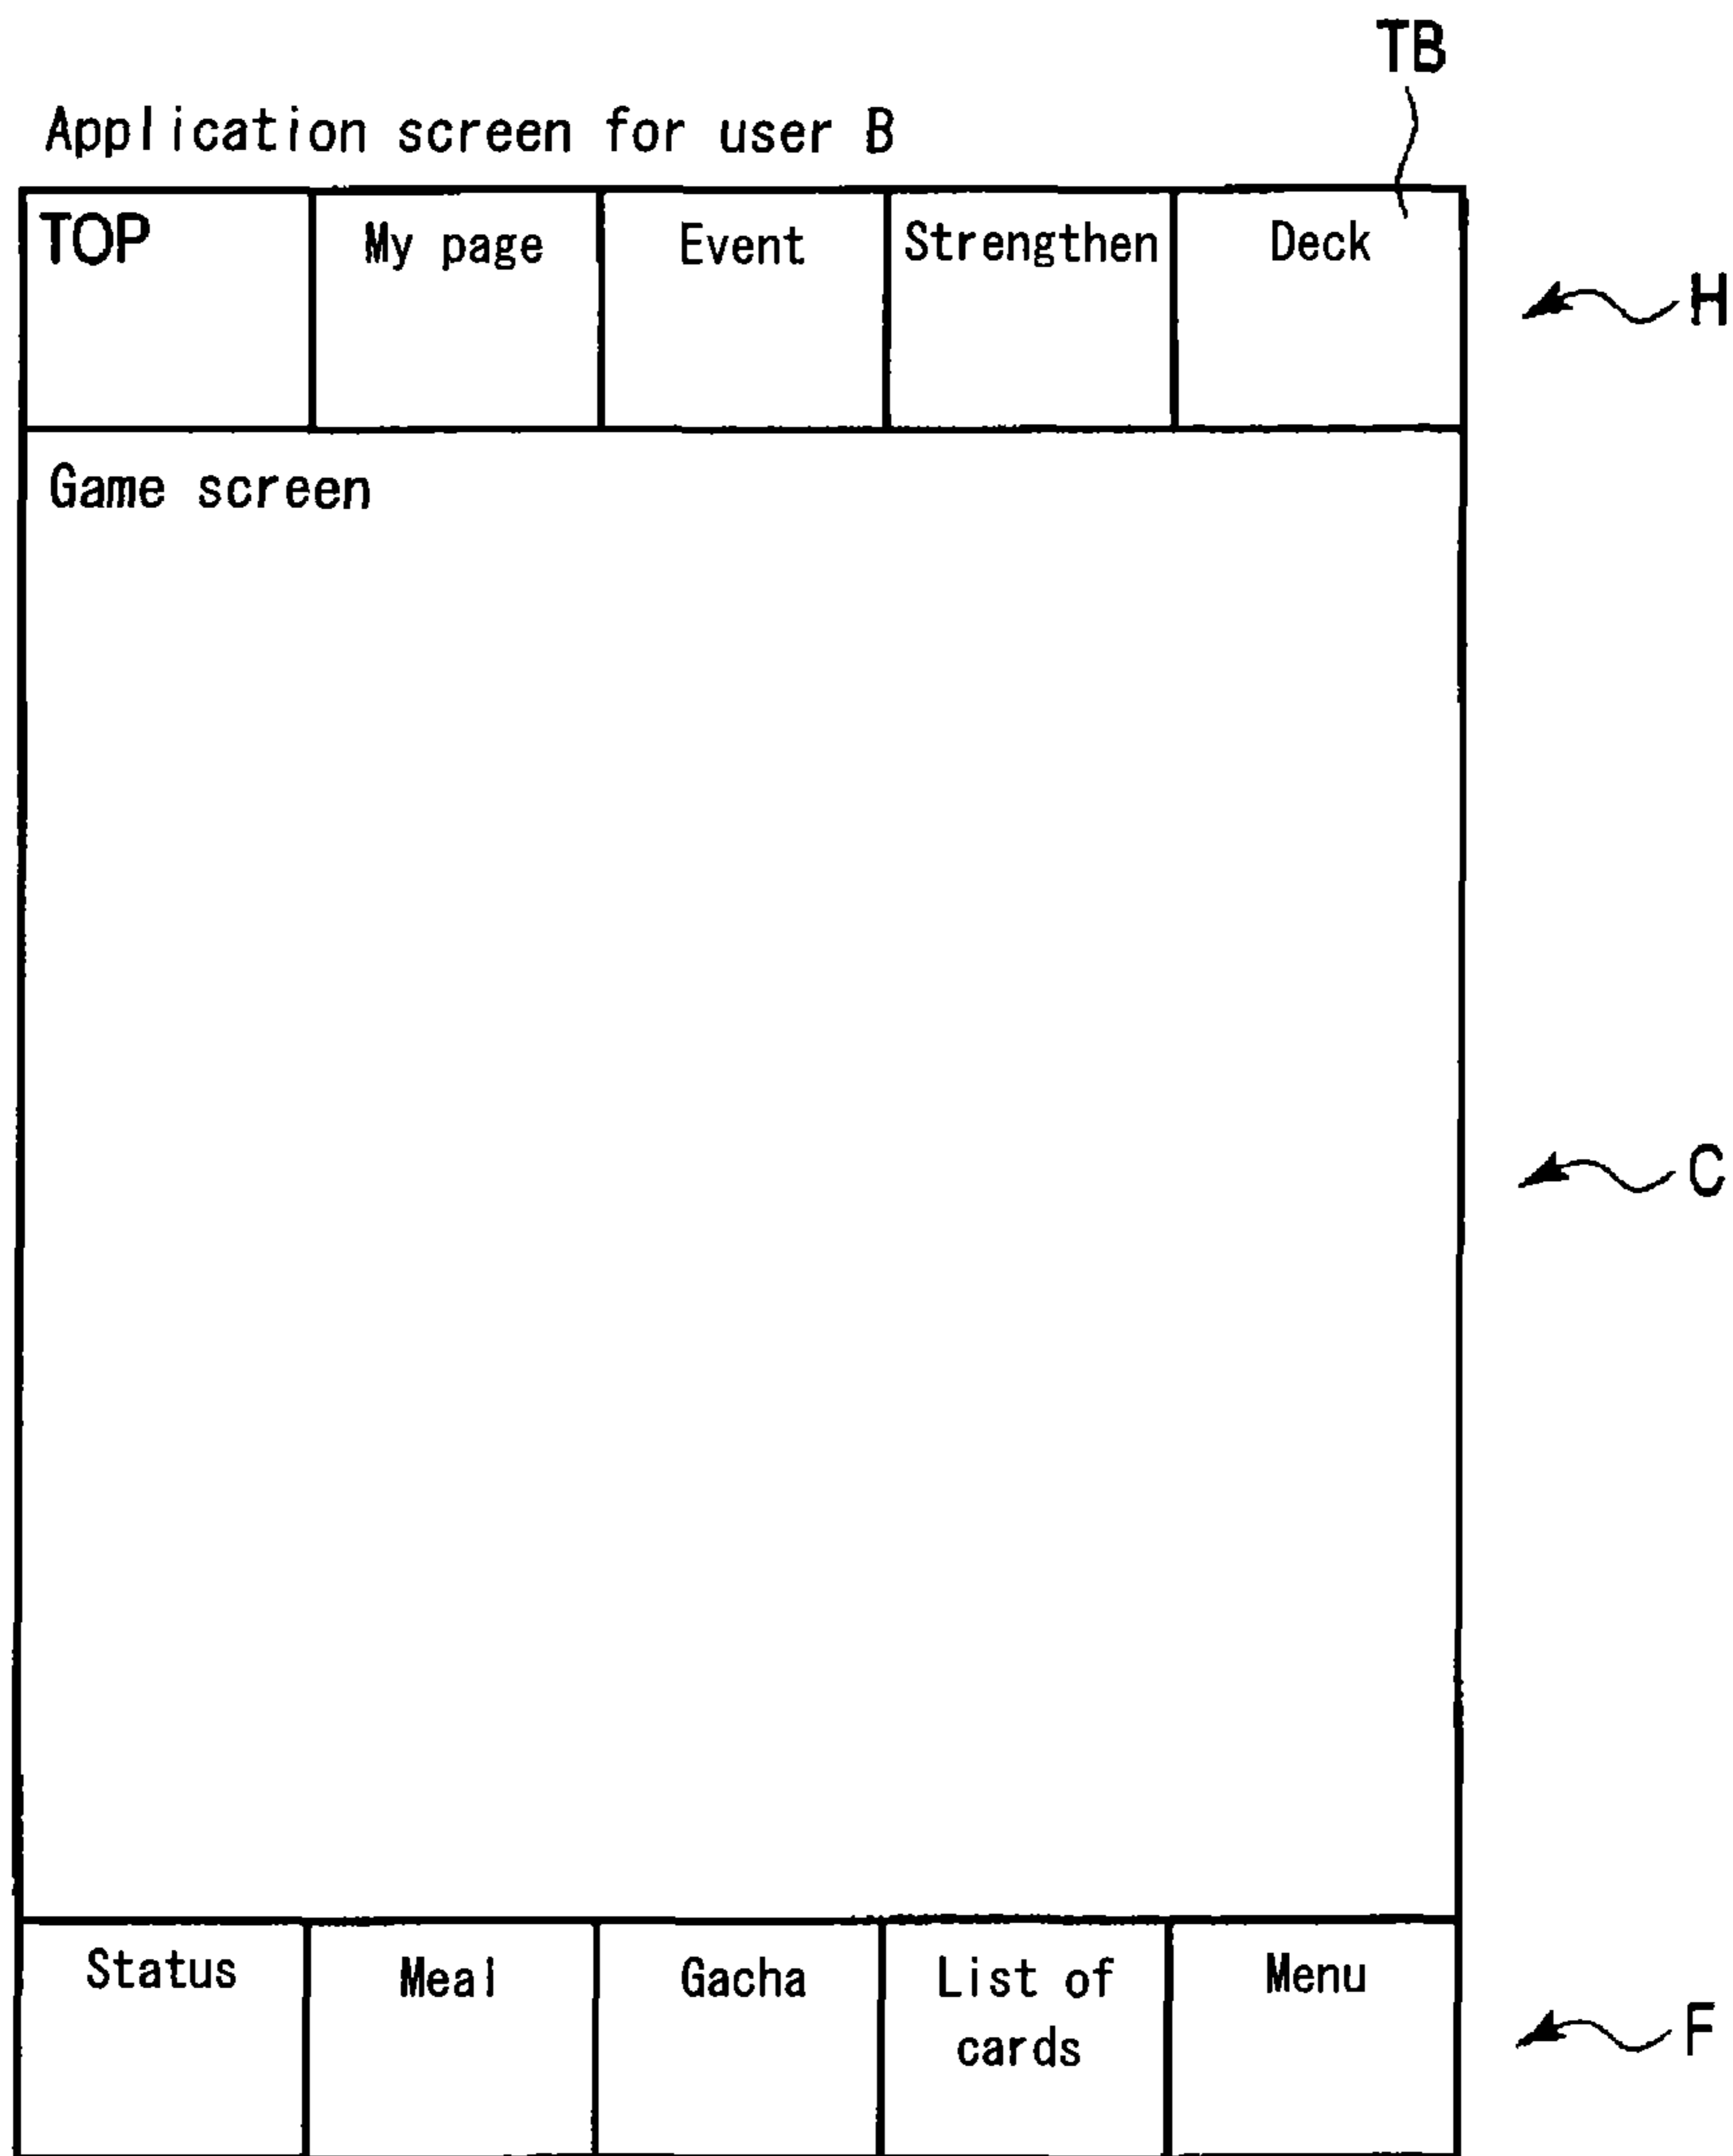 TB
Application screen for user B
TOP My page Event Strengthen Deck
H
Game screen
C
Status Meal Gacha List of cards Menu
F